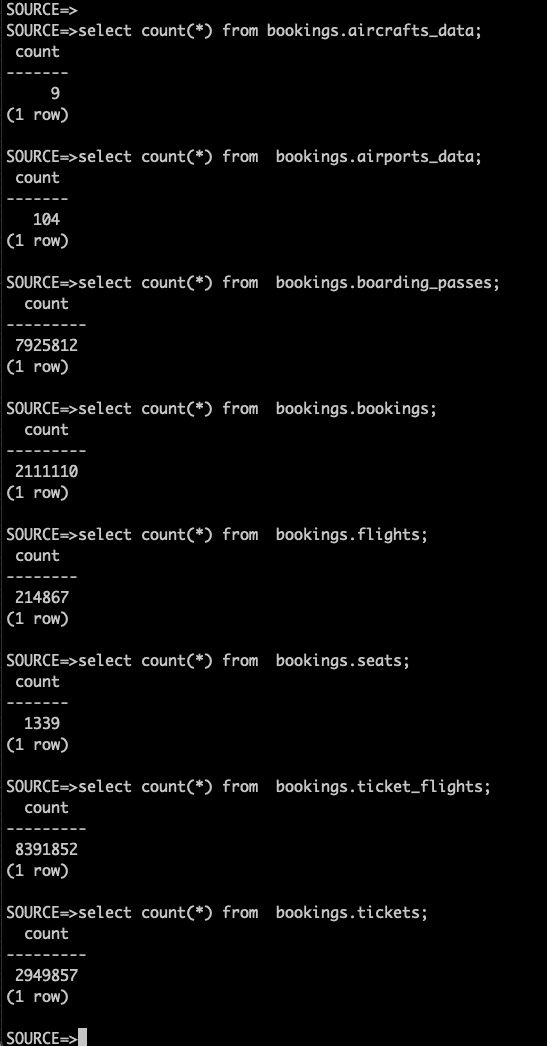 SOURCE=>
SOURCE=>select count(*) from bookings.aircrafts_data;
 count
-------
     9
(1 row)

SOURCE=>select count(*) from  bookings.airports_data;
 count
-------
   104
(1 row)

SOURCE=>select count(*) from  bookings.boarding_passes;
  count
---------
 7925812
(1 row)

SOURCE=>select count(*) from  bookings.bookings;
  count
---------
 2111110
(1 row)

SOURCE=>select count(*) from  bookings.flights;
 count
--------
 214867
(1 row)

SOURCE=>select count(*) from  bookings.seats;
 count
-------
  1339
(1 row)

SOURCE=>select count(*) from  bookings.ticket_flights;
  count
---------
 8391852
(1 row)

SOURCE=>select count(*) from  bookings.tickets;
  count
---------
 2949857
(1 row)

SOURCE=>